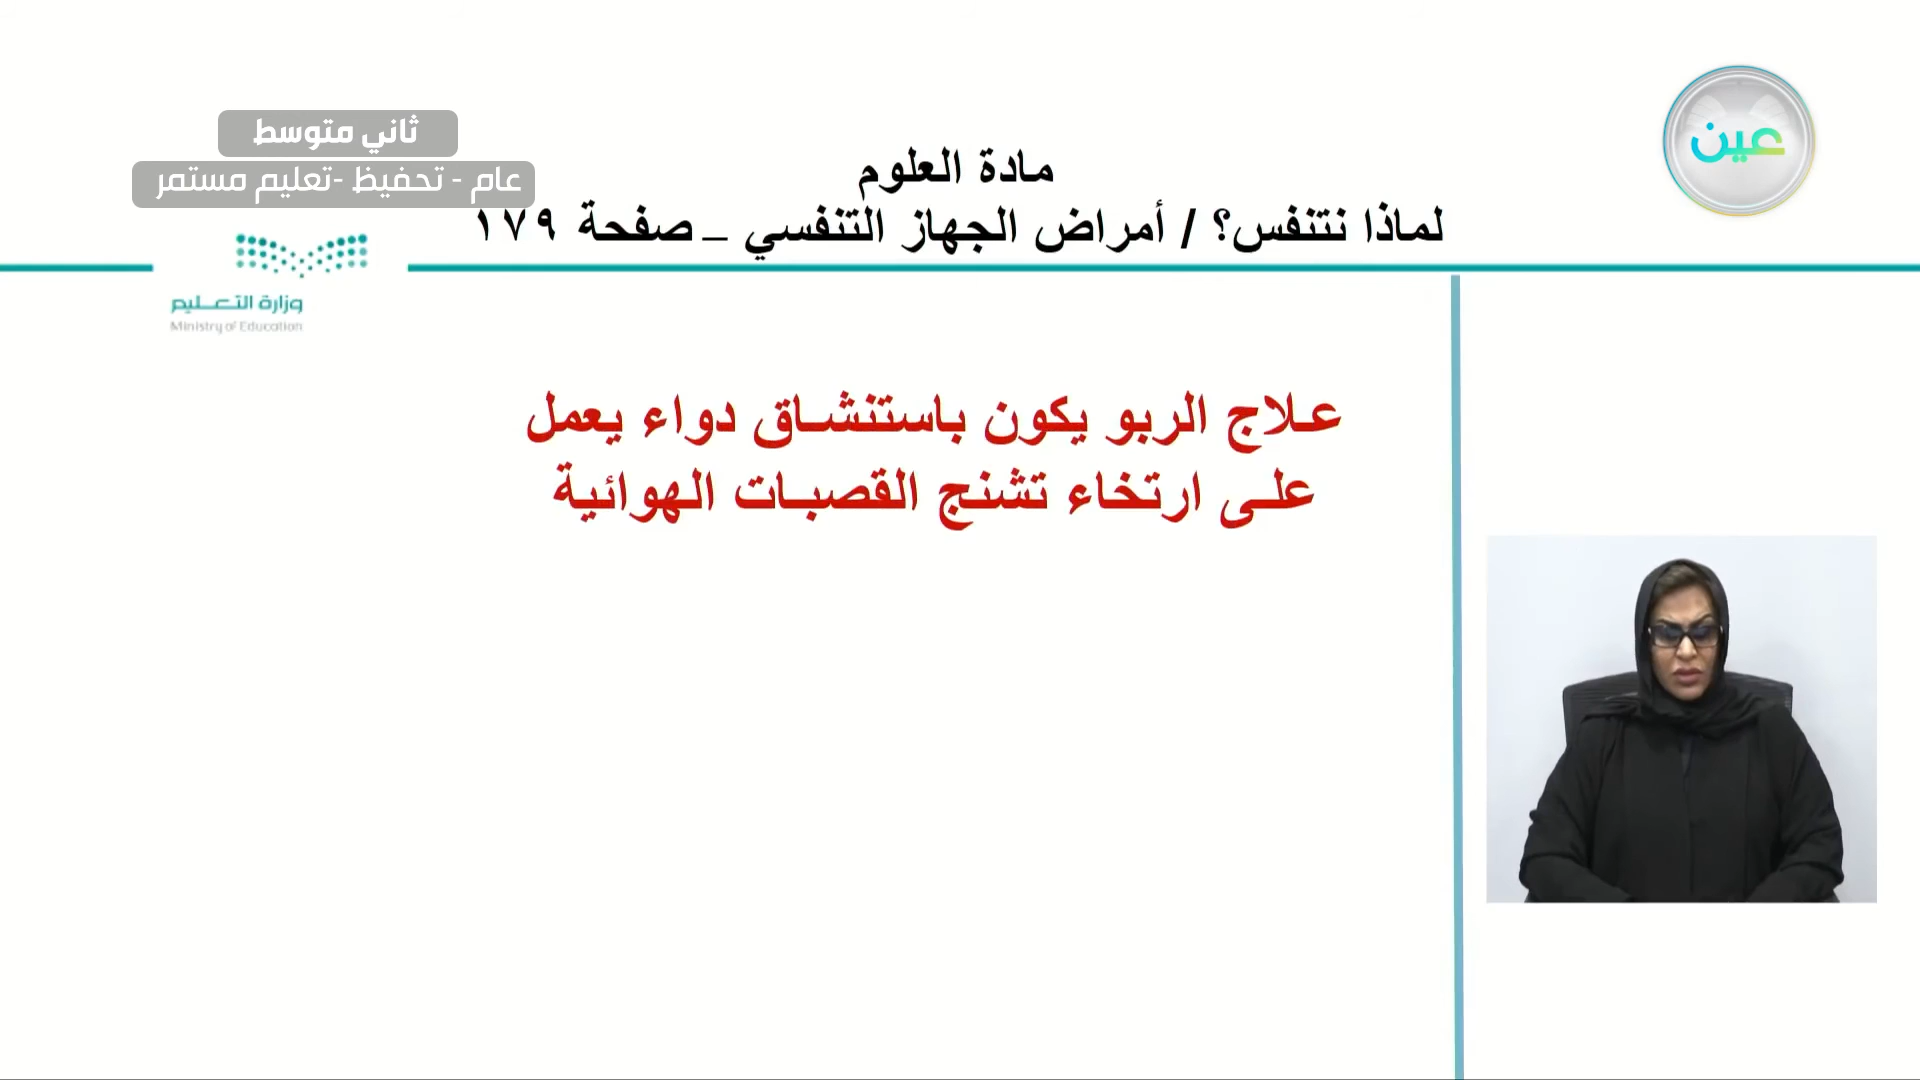 عين
ثاني متوسط
عام - تحفيظ -تعليم مستمر
مادة العلوم
لماذا نتنفس؟ / أمراض الجهاز التنفسي – صفحة ١٧٩
وزارة التعليم
Ministry of Education
علاج الربو يكون باستنشاق دواء يعمل
على ارتخاء تشنج القصبات الهوائية